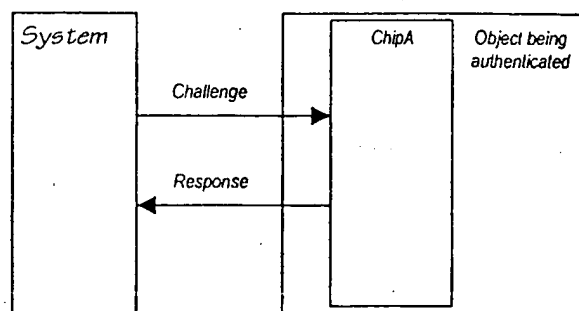 System
ChipA
Object being
authenticated
Challenge
Response